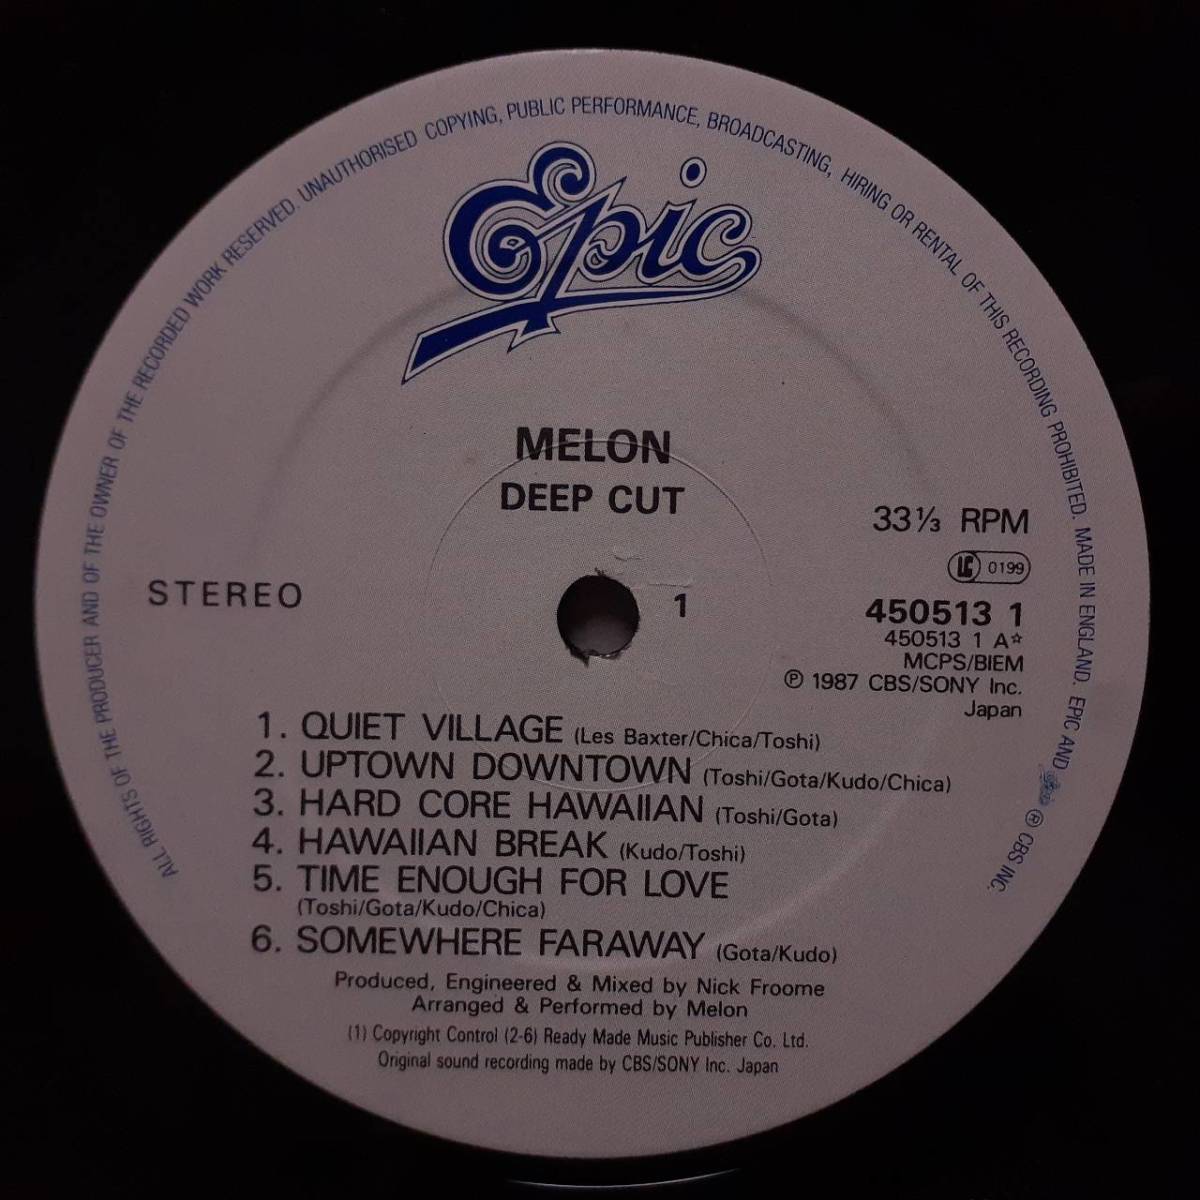 ALL RIGHTS OF THE PRODUCER AND OF THE OWNER OF THE RECORDED WORK RESERVED. UNAUTHORISED COPYING, PUBLIC PERFORMANCE, BROADCASTING, HIRING OR RENTAL OF THIS RECORDING PROHIBITED. MADE IN ENGLAND. EPIC AND Epic ® CBS INC.
Epic
MELON
DEEP CUT
33⅓ RPM
LC 0199
STEREO
1
450513 1
450513 1 A☆
MCPS/BIEM
℗ 1987 CBS/SONY Inc.
Japan
1. QUIET VILLAGE (Les Baxter/Chica/Toshi)
2. UPTOWN DOWNTOWN (Toshi/Gota/Kudo/Chica)
3. HARD CORE HAWAIIAN (Toshi/Gota)
4. HAWAIIAN BREAK (Kudo/Toshi)
5. TIME ENOUGH FOR LOVE
(Toshi/Gota/Kudo/Chica)
6. SOMEWHERE FARAWAY (Gota/Kudo)
Produced, Engineered & Mixed by Nick Froome
Arranged & Performed by Melon
(1) Copyright Control (2-6) Ready Made Music Publisher Co. Ltd.
Original sound recording made by CBS/SONY Inc. Japan